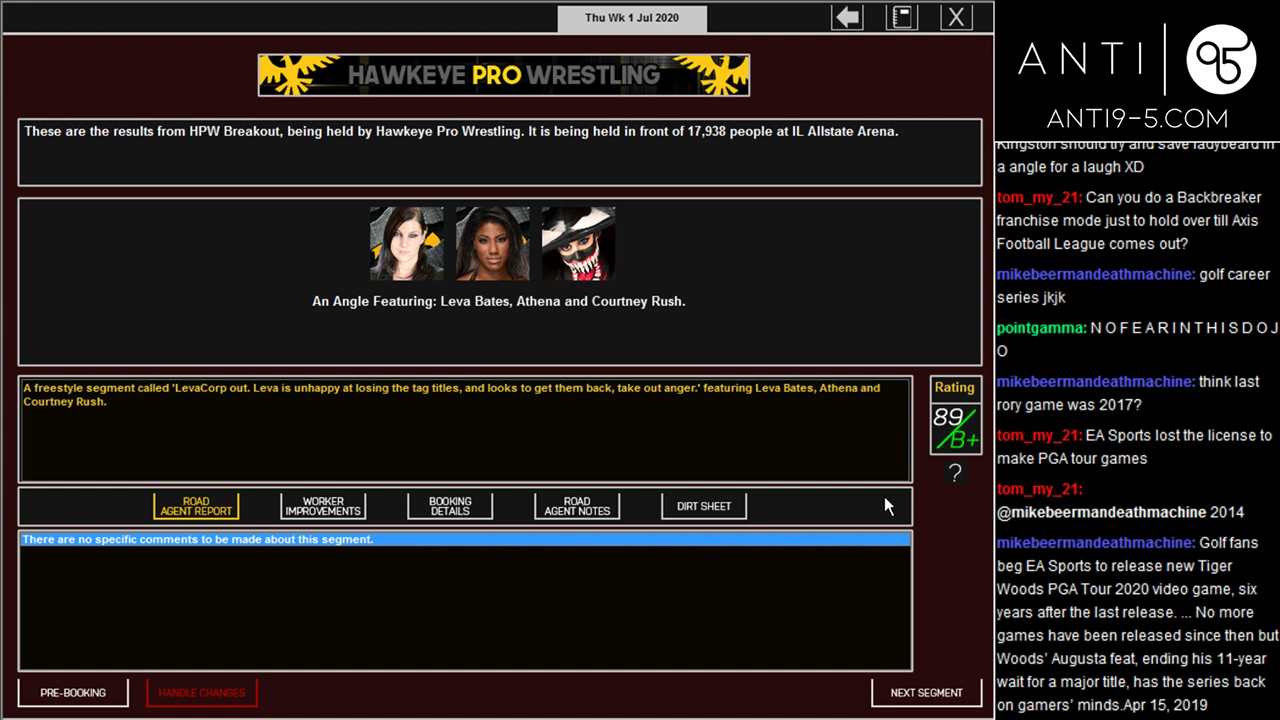 Thu Wk 1 Jul 2020
X
HAWKEYE PRO WRESTLING
These are the results from HPW Breakout, being held by Hawkeye Pro Wrestling. It is being held in front of 17,938 people at IL Allstate Arena.
An Angle Featuring: Leva Bates, Athena and Courtney Rush.
A freestyle segment called 'LevaCorp out. Leva is unhappy at losing the tag titles, and looks to get them back, take out anger.' featuring Leva Bates, Athena and
Courtney Rush.
Rating
89
B+
?
ROAD
AGENT REPORT
WORKER
IMPROVEMENTS
BOOKING
DETAILS
ROAD
AGENT NOTES
DIRT SHEET
There are no specific comments to be made about this segment.
PRE-BOOKING
HANDLE CHANGES
NEXT SEGMENT
ANTI 95
ANTI9-5.COM
Kingston should try and save ladybeard in
a angle for a laugh XD
tom_my_21: Can you do a Backbreaker
franchise mode just to hold over till Axis
Football League comes out?
mikebeermandeathmachine: golf career
series jkjk
pointgamma: N O F E A R I N T H I S D O J
O
mikebeermandeathmachine: think last
rory game was 2017?
tom_my_21: EA Sports lost the license to
make PGA tour games
tom_my_21:
@mikebeermandeathmachine 2014
mikebeermandeathmachine: Golf fans
beg EA Sports to release new Tiger
Woods PGA Tour 2020 video game, six
years after the last release. ... No more
games have been released since then but
Woods' Augusta feat, ending his 11-year
wait for a major title, has the series back
on gamers' minds.Apr 15, 2019